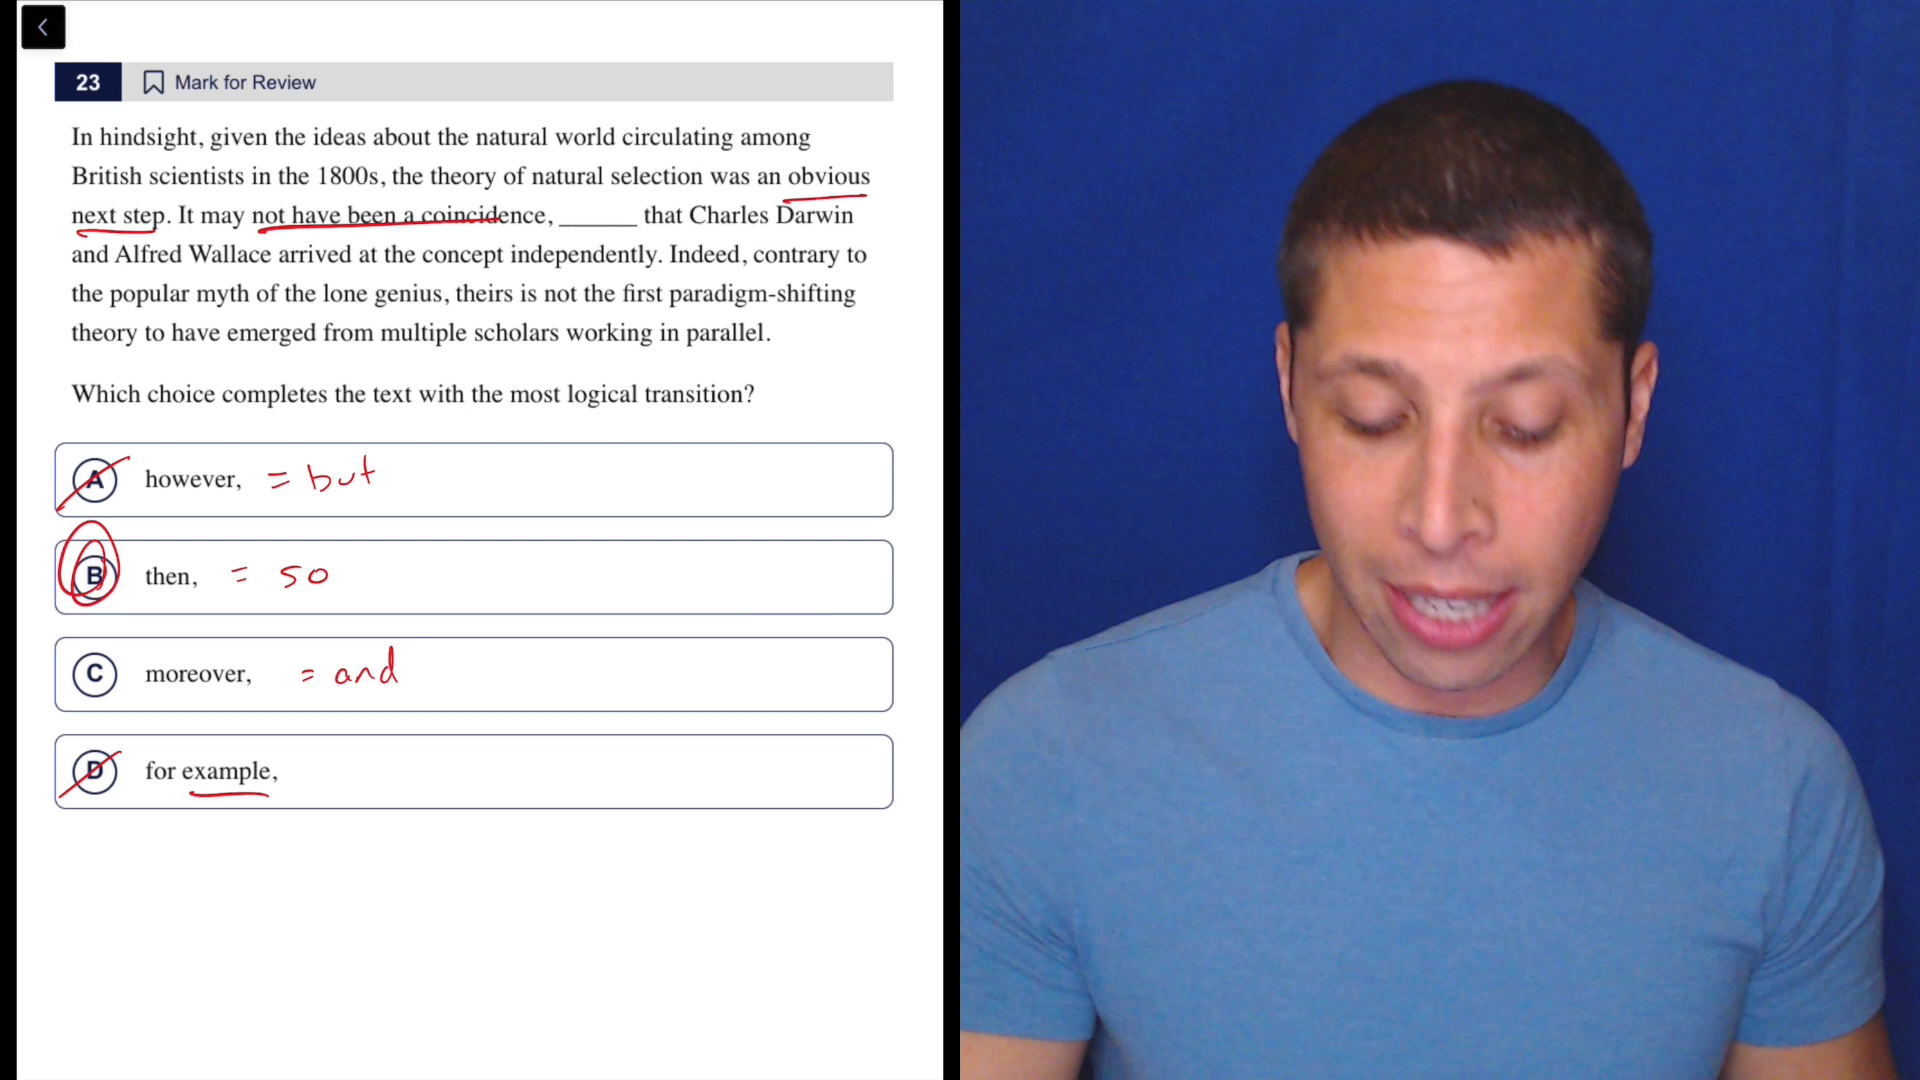 23 Mark for Review
In hindsight, given the ideas about the natural world circulating among
British scientists in the 1800s, the theory of natural selection was an obvious
next step. It may not have been a coincidence, ______ that Charles Darwin
and Alfred Wallace arrived at the concept independently. Indeed, contrary to
the popular myth of the lone genius, theirs is not the first paradigm-shifting
theory to have emerged from multiple scholars working in parallel.
Which choice completes the text with the most logical transition?
A however, = but
B then, = so
C moreover, = and
D for example,